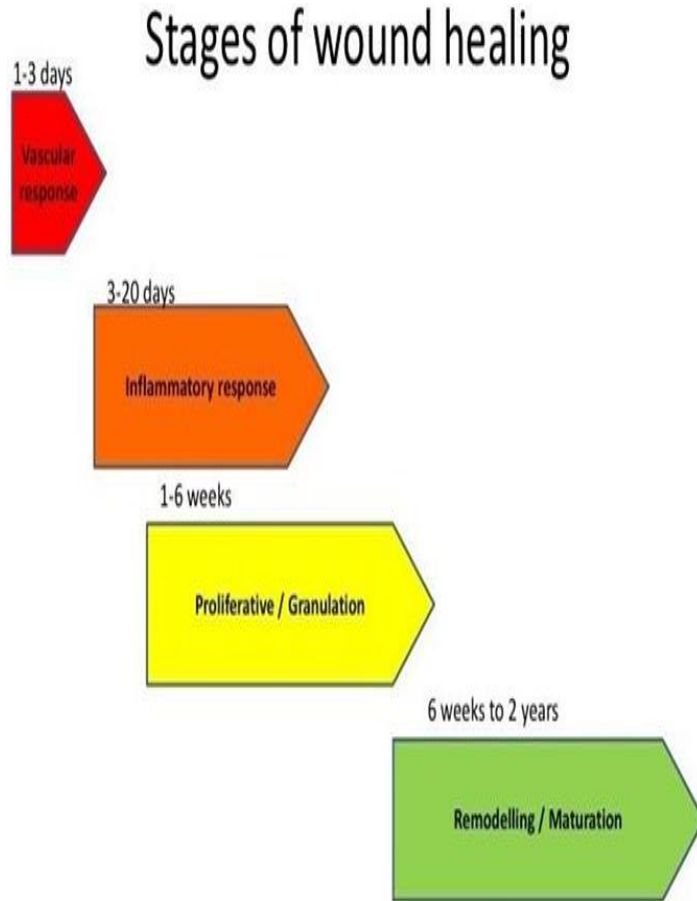 Stages of wound healing
1-3 days
Vascular
response
3-20 days
Inflammatory response
1-6 weeks
Proliferative / Granulation
6 weeks to 2 years
Remodelling / Maturation